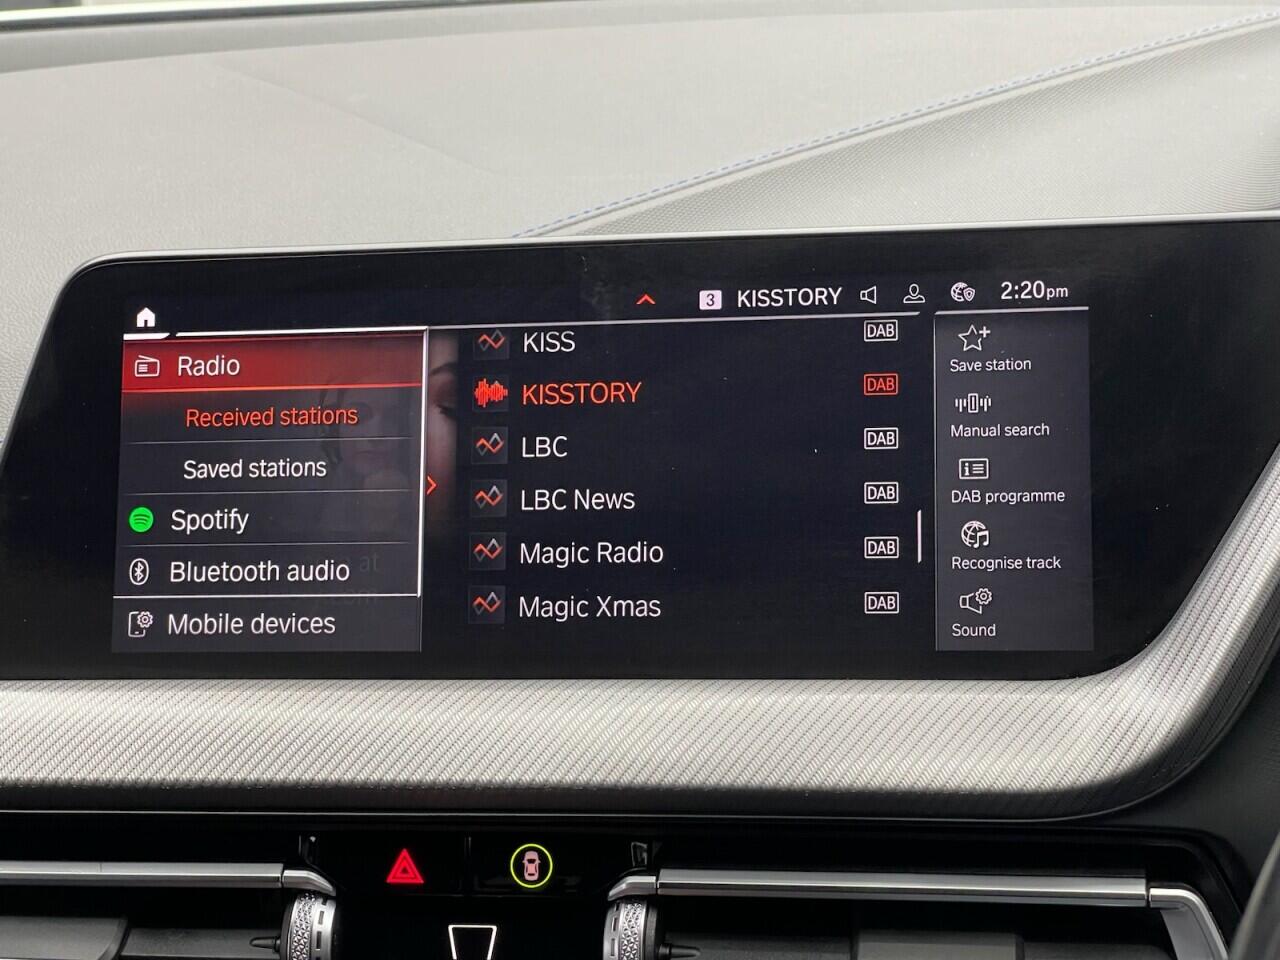 3 KISSTORY 2:20pm
Radio
Received stations
Saved stations
Spotify
Bluetooth audio
Mobile devices
KISS DAB
KISSTORY DAB
LBC DAB
LBC News DAB
Magic Radio DAB
Magic Xmas DAB
Save station
Manual search
DAB programme
Recognise track
Sound